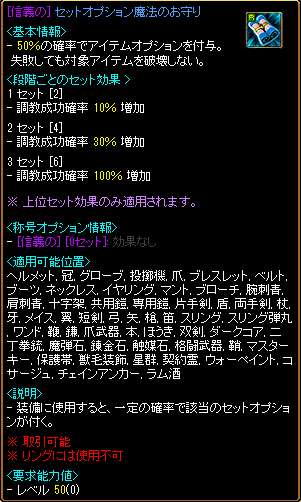 [信義の] セットオプション魔法のお守り
<基本情報>
- 50%の確率でアイテムオプションを付与。
失敗しても対象アイテムを破壊しない。
<段階ごとのセット効果 >
1 セット [2]
- 調教成功確率 10% 増加
2 セット [4]
- 調教成功確率 30% 増加
3 セット [6]
- 調教成功確率 100% 増加
※ 上位セット効果のみ適用されます。
<称号オプション情報>
- [信義の] [0セット]: 効果なし
<適用可能位置>
ヘルメット, 冠, グローブ, 投擲機, 爪, ブレスレット, ベルト,
ブーツ, ネックレス, イヤリング, マント, ブローチ, 腕刺青,
肩刺青, 十字架, 共用鎧, 専用鎧, 片手剣, 盾, 両手剣, 杖,
牙, メイス, 翼, 短剣, 弓, 矢, 槍, 笛, スリング, スリング弾丸
, ワンド, 鞭, 鎌, 爪武器, 本, ほうき, 双剣, ダークコア, 二
丁拳銃, 魔弾石, 錬金石, 触媒石, 格闘武器, 鞘, マスター
キー, 保護帯, 獣毛装飾, 星群, 契約霊, ウォーペイント, コ
サージュ, チェインアンカー, ラム酒
<説明>
- 装備に使用すると、一定の確率で該当のセットオプショ
ンが付く。
※ 取引可能
※ リングには使用不可
<要求能力値>
- レベル 50(0)